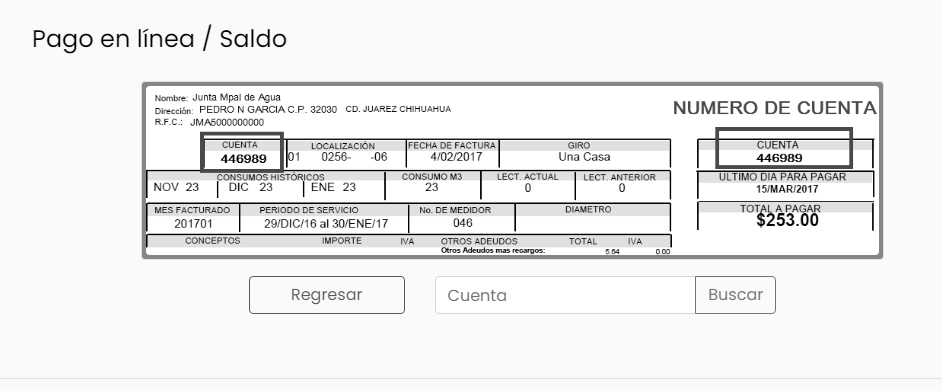 Pago en línea / Saldo
Nombre: Junta Mpal de Agua
Dirección: PEDRO N GARCIA C.P. 32030 CD. JUAREZ CHIHUAHUA
R.F.C.: JMA5000000000
NUMERO DE CUENTA
CUENTA LOCALIZACIÓN FECHA DE FACTURA GIRO CUENTA
446989 01 0256- -06 4/02/2017 Una Casa 446989
CONSUMOS HISTÓRICOS CONSUMO M3 LECT. ACTUAL LECT. ANTERIOR ULTIMO DIA PARA PAGAR
NOV 23 DIC 23 ENE 23 23 0 0 15/MAR/2017
MES FACTURADO PERIODO DE SERVICIO No. DE MEDIDOR DIAMETRO TOTAL A PAGAR
201701 29/DIC/16 al 30/ENE/17 046 $253.00
CONCEPTOS IMPORTE IVA OTROS ADEUDOS TOTAL IVA
Otros Adeudos mas recargos: 5.64 0.00
Regresar Cuenta Buscar